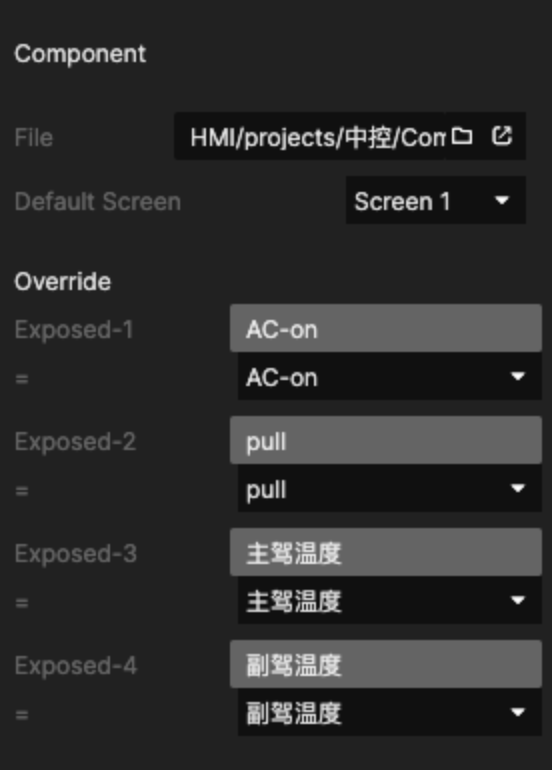 Component
File HMI/projects/中控/Com
Default Screen Screen 1
Override
Exposed-1 AC-on
= AC-on
Exposed-2 pull
= pull
Exposed-3 主驾温度
= 主驾温度
Exposed-4 副驾温度
= 副驾温度